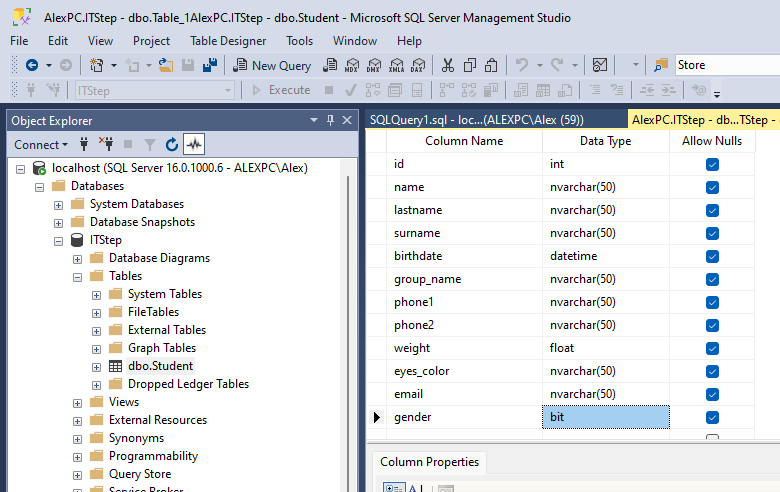 AlexPC.ITStep - dbo.Table_1AlexPC.ITStep - dbo.Student - Microsoft SQL Server Management Studio
File Edit View Project Table Designer Tools Window Help
New Query MDX DMX XMLA DAX Store
ITStep Execute
Object Explorer
Connect
localhost (SQL Server 16.0.1000.6 - ALEXPC\Alex)
Databases
System Databases
Database Snapshots
ITStep
Database Diagrams
Tables
System Tables
FileTables
External Tables
Graph Tables
dbo.Student
Dropped Ledger Tables
Views
External Resources
Synonyms
Programmability
Query Store
Service Broker
SQLQuery1.sql - loc...(ALEXPC\Alex (59)) AlexPC.ITStep - db...TStep -
Column Name Data Type Allow Nulls
id int
name nvarchar(50)
lastname nvarchar(50)
surname nvarchar(50)
birthdate datetime
group_name nvarchar(50)
phone1 nvarchar(50)
phone2 nvarchar(50)
weight float
eyes_color nvarchar(50)
email nvarchar(50)
gender bit
Column Properties